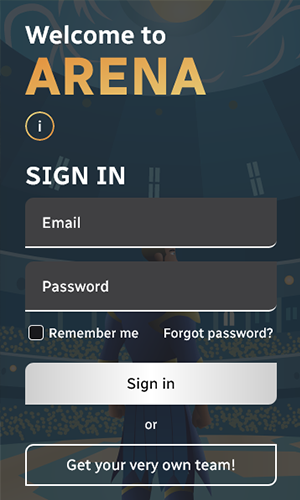 Welcome to
ARENA
i
SIGN IN
Email
Password
Remember me Forgot password?
Sign in
or
Get your very own team!